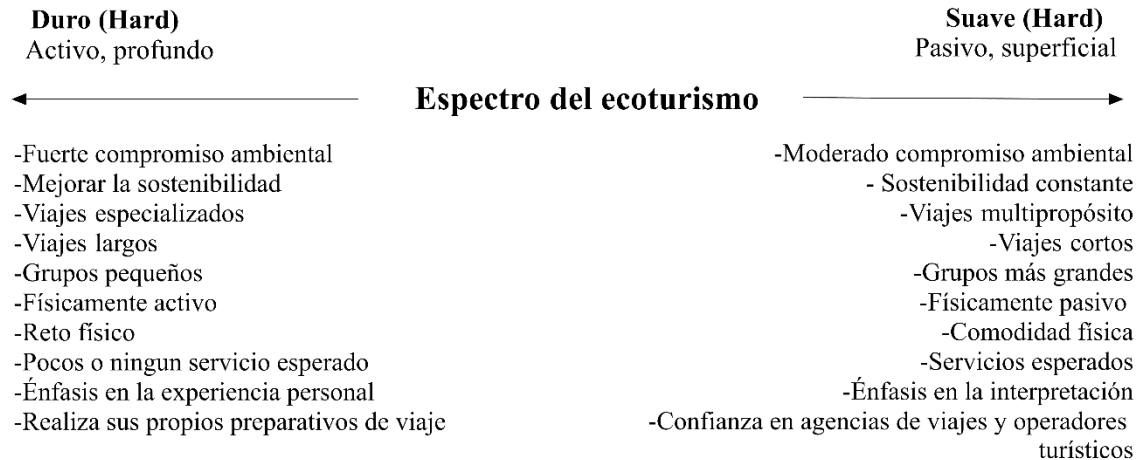 Duro (Hard)
Activo, profundo
Suave (Hard)
Pasivo, superficial
Espectro del ecoturismo
-Fuerte compromiso ambiental
-Mejorar la sostenibilidad
-Viajes especializados
-Viajes largos
-Grupos pequeños
-Físicamente activo
-Reto físico
-Pocos o ningun servicio esperado
-Énfasis en la experiencia personal
-Realiza sus propios preparativos de viaje
-Moderado compromiso ambiental
- Sostenibilidad constante
-Viajes multipropósito
-Viajes cortos
-Grupos más grandes
-Físicamente pasivo
-Comodidad física
-Servicios esperados
-Énfasis en la interpretación
-Confianza en agencias de viajes y operadores
turísticos